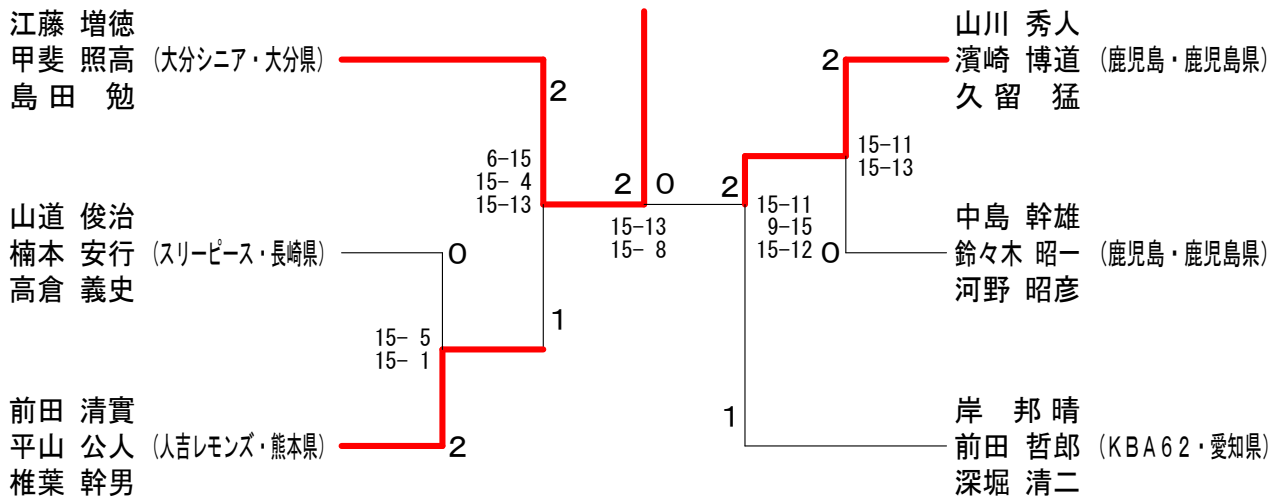 江藤 増徳
甲斐 照高 (大分シニア・大分県)
島田 勉
2
6-15
15- 4
15-13
山道 俊治
楠本 安行 (スリーピース・長崎県)
高倉 義史
0
1
15- 5
15- 1
前田 清實
平山 公人 (人吉レモンズ・熊本県)
椎葉 幹男
2
2 0
15-13
15- 8
山川 秀人
濱崎 博道 (鹿児島・鹿児島県)
久留 猛
2
15-11
15-13
2
15-11
9-15
15-12
0
中島 幹雄
鈴々木 昭一 (鹿児島・鹿児島県)
河野 昭彦
1
岸 邦晴
前田 哲郎 (KBA62・愛知県)
深堀 清二